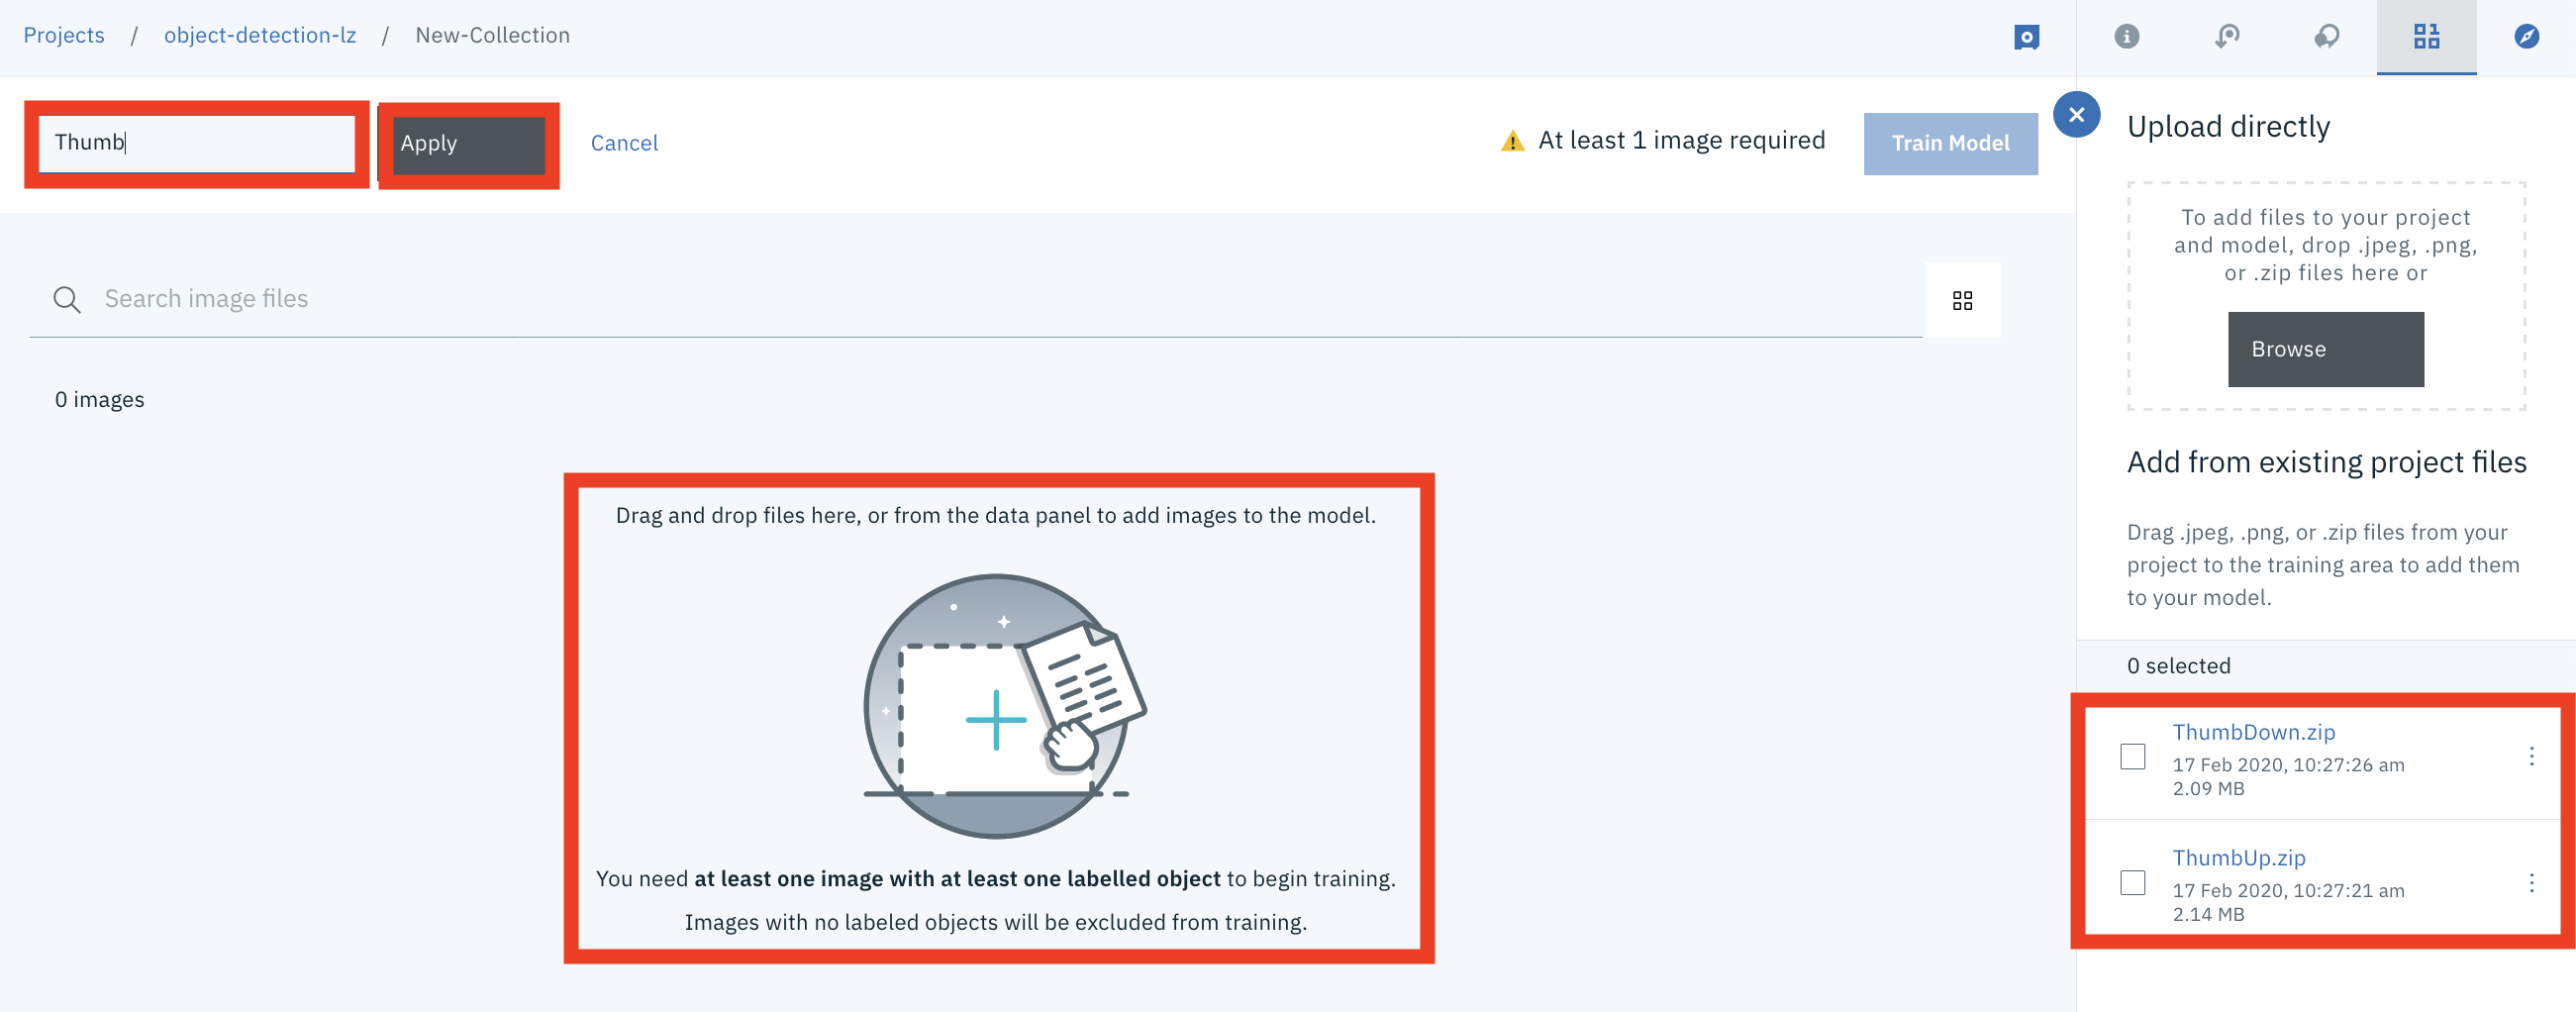 Projects / object-detection-lz / New-Collection
Thumb
Apply
Cancel
At least 1 image required
Train Model
Search image files
0 images
Drag and drop files here, or from the data panel to add images to the model.
You need at least one image with at least one labelled object to begin training.
Images with no labeled objects will be excluded from training.
Upload directly
To add files to your project
and model, drop .jpeg, .png,
or .zip files here or
Browse
Add from existing project files
Drag .jpeg, .png, or .zip files from your
project to the training area to add them
to your model.
0 selected
ThumbDown.zip
17 Feb 2020, 10:27:26 am
2.09 MB
ThumbUp.zip
17 Feb 2020, 10:27:21 am
2.14 MB